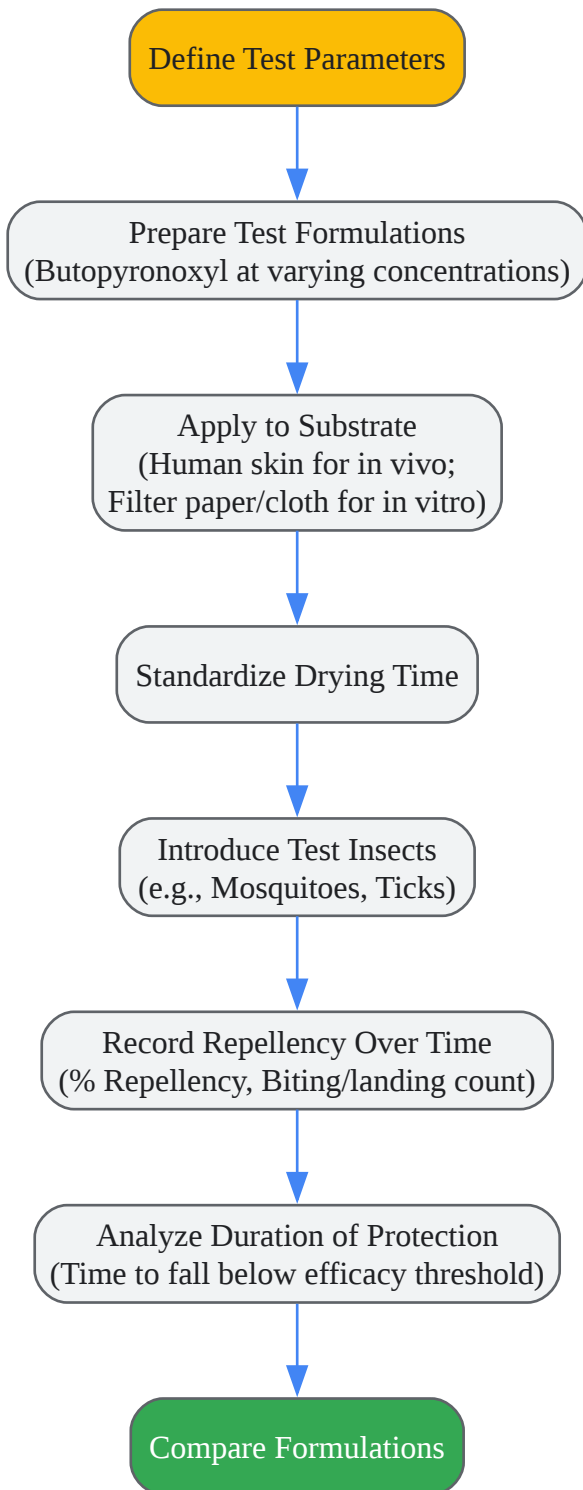 Define Test Parameters
Prepare Test Formulations
(Butopyronoxyl at varying concentrations)
Apply to Substrate
(Human skin for in vivo;
Filter paper/cloth for in vitro)
Standardize Drying Time
Introduce Test Insects
(e.g., Mosquitoes, Ticks)
Record Repellency Over Time
(% Repellency, Biting/landing count)
Analyze Duration of Protection
(Time to fall below efficacy threshold)
Compare Formulations